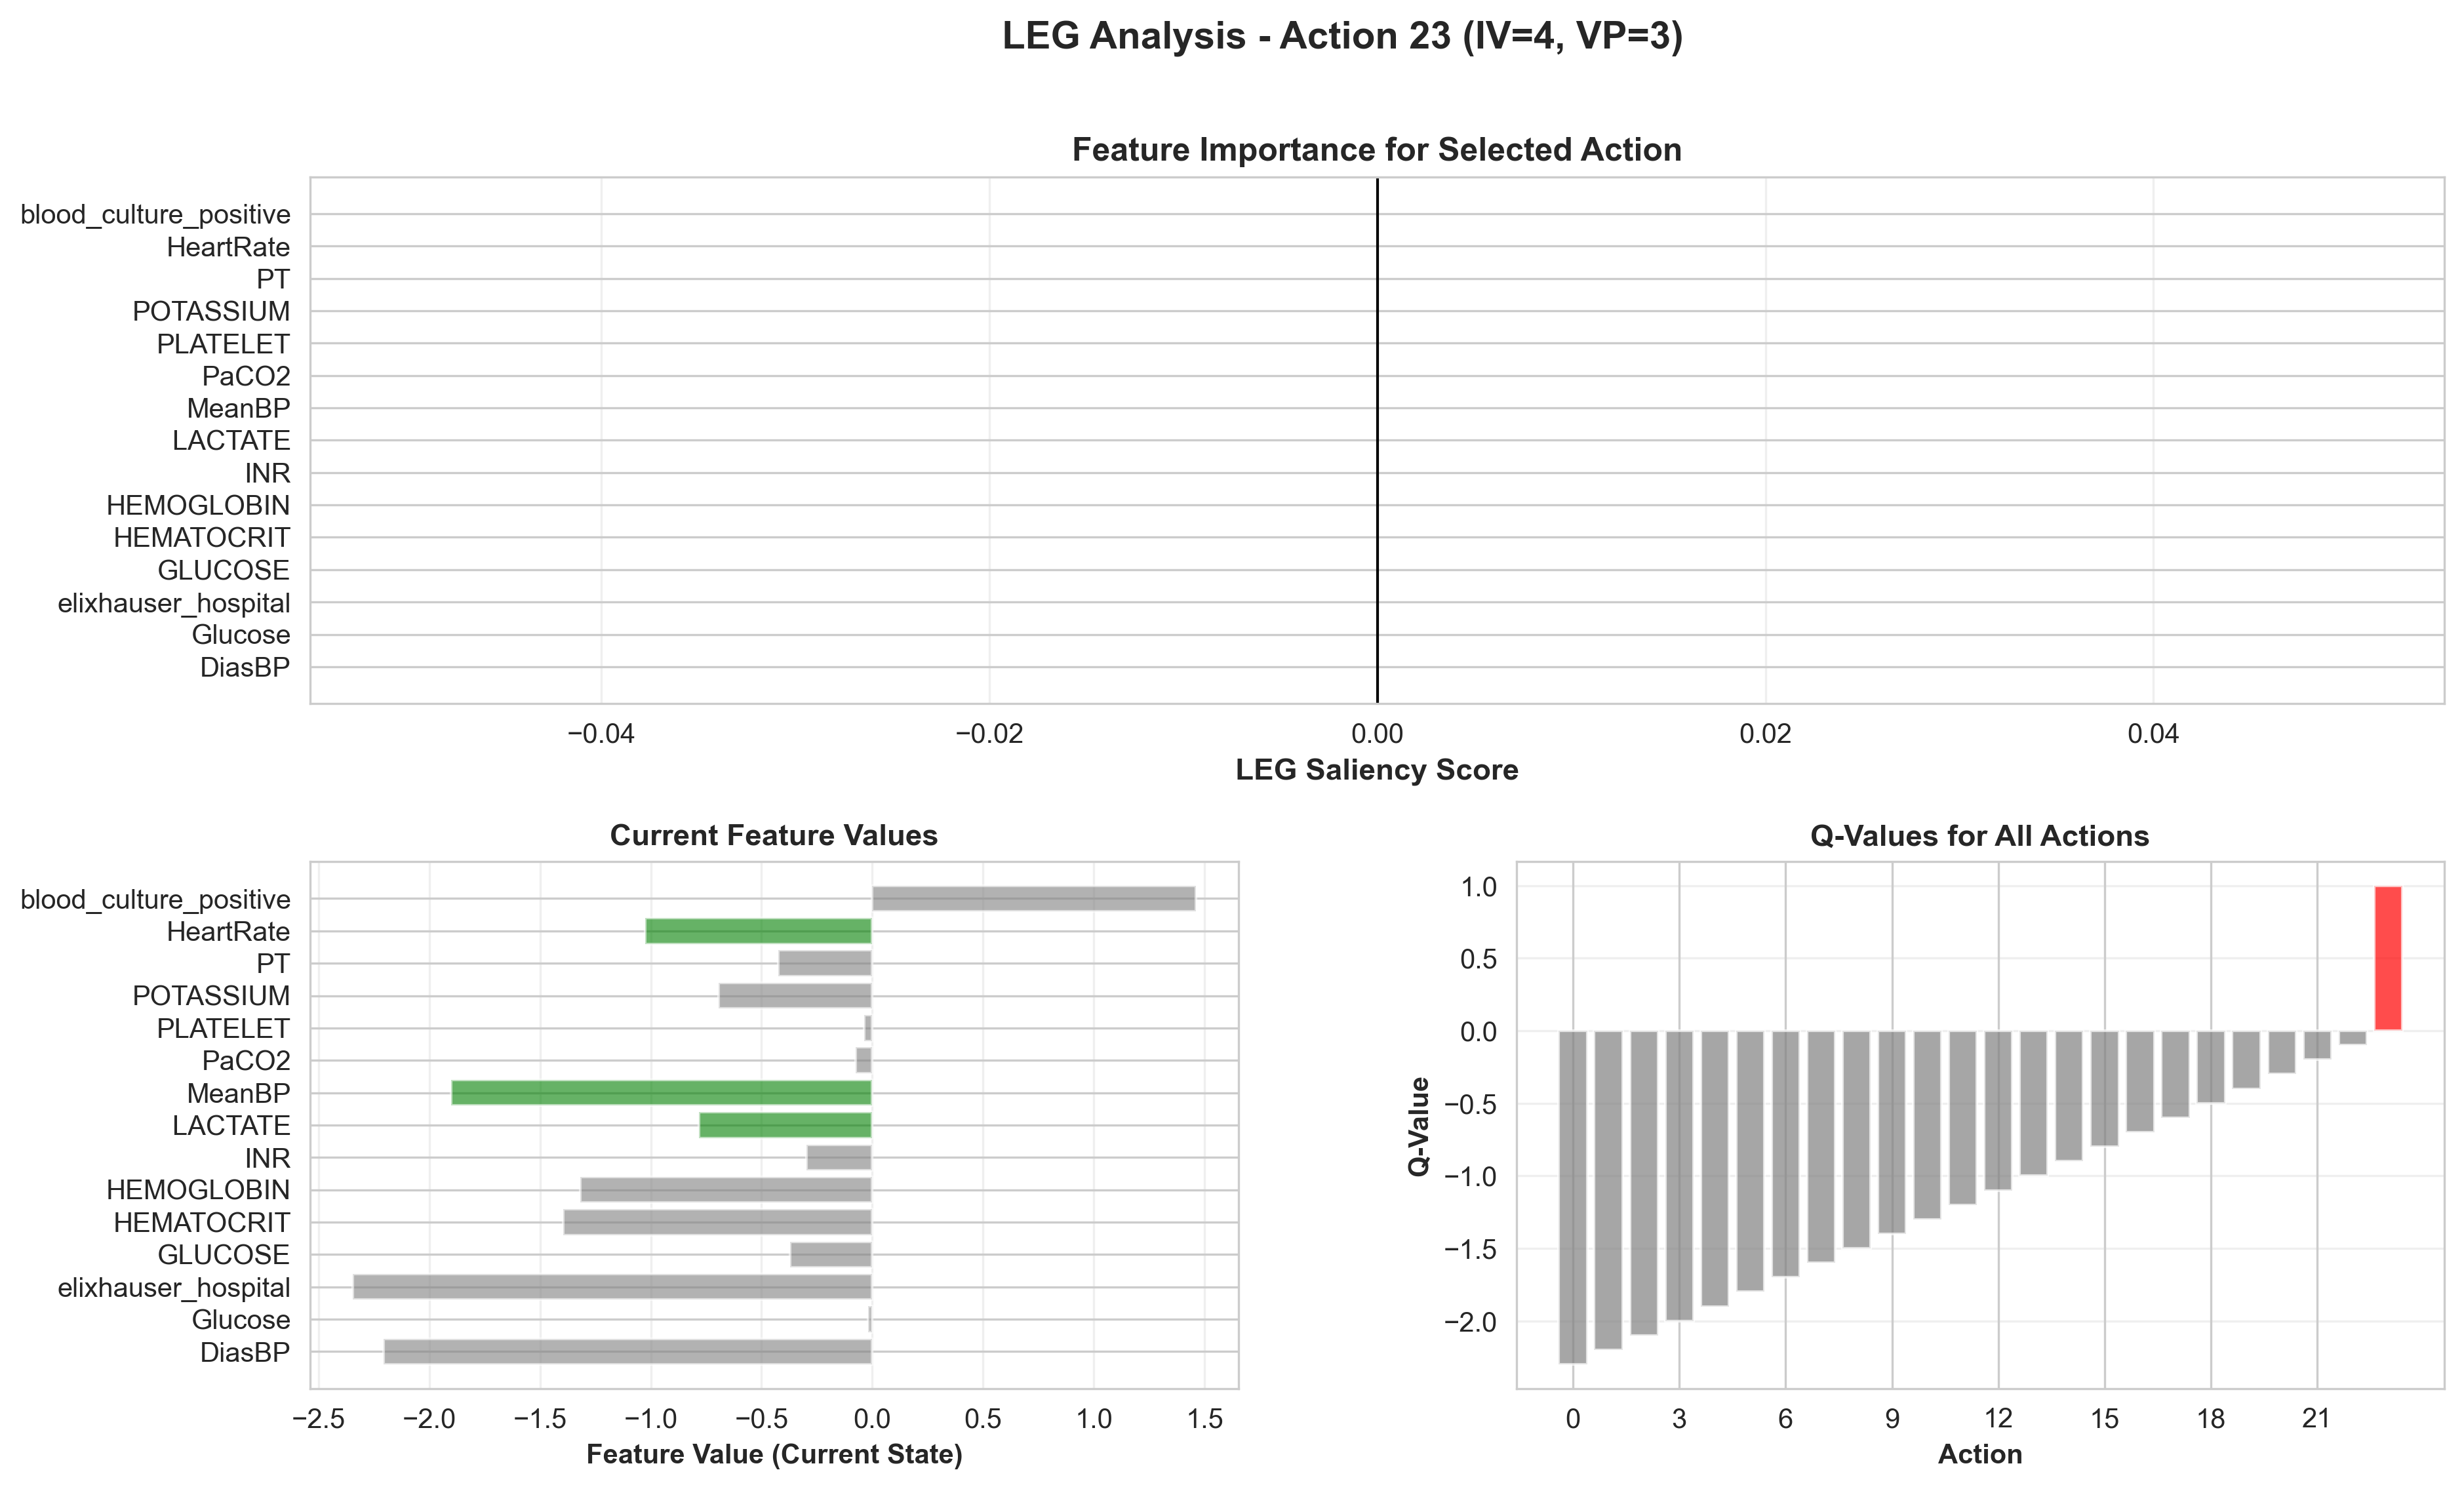 LEG Analysis - Action 23 (IV=4, VP=3)
Feature Importance for Selected Action
blood_culture_positive
HeartRate
PT
POTASSIUM
PLATELET
PaCO2
MeanBP
LACTATE
INR
HEMOGLOBIN
HEMATOCRIT
GLUCOSE
elixhauser_hospital
Glucose
DiasBP
−0.04 −0.02 0.00 0.02 0.04
LEG Saliency Score
Current Feature Values
blood_culture_positive
HeartRate
PT
POTASSIUM
PLATELET
PaCO2
MeanBP
LACTATE
INR
HEMOGLOBIN
HEMATOCRIT
GLUCOSE
elixhauser_hospital
Glucose
DiasBP
−2.5 −2.0 −1.5 −1.0 −0.5 0.0 0.5 1.0 1.5
Feature Value (Current State)
Q-Values for All Actions
Q-Value
1.0
0.5
0.0
−0.5
−1.0
−1.5
−2.0
0 3 6 9 12 15 18 21
Action